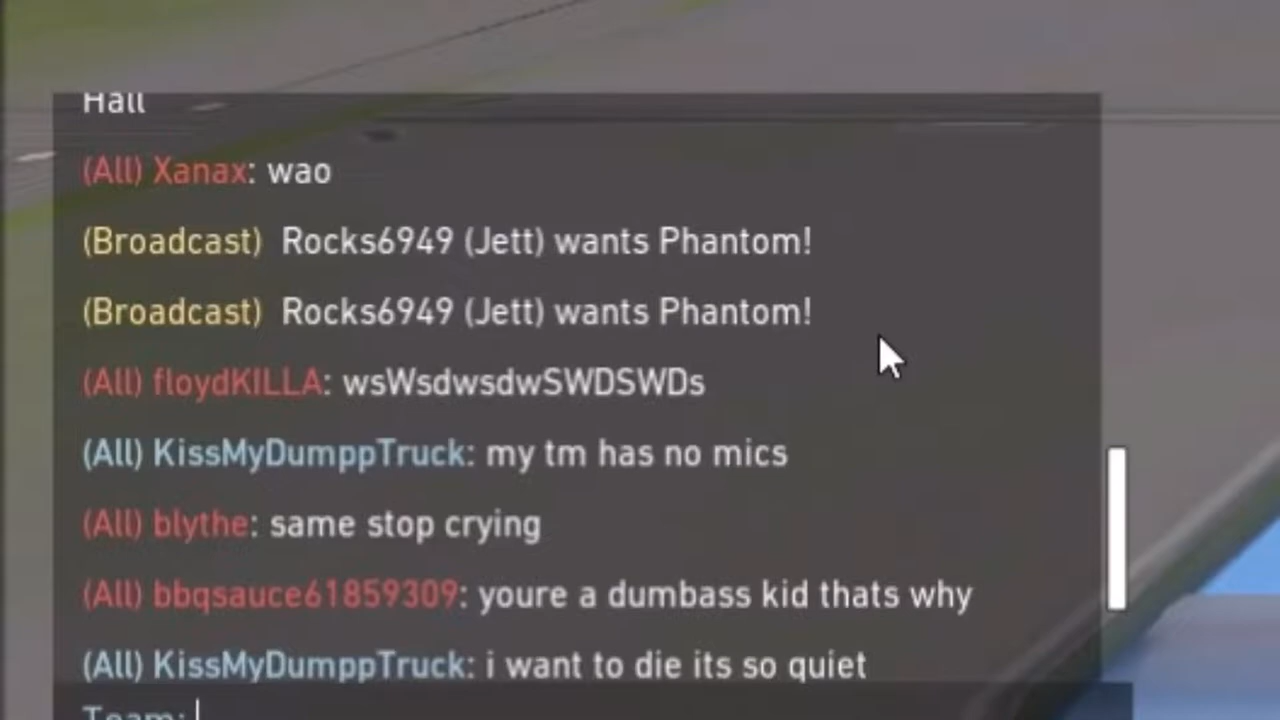 Hall
(All) Xanax: wao
(Broadcast) Rocks6949 (Jett) wants Phantom!
(Broadcast) Rocks6949 (Jett) wants Phantom!
(All) floydKILLA: wsWsdwsdwSWDSWDs
(All) KissMyDumppTruck: my tm has no mics
(All) blythe: same stop crying
(All) bbqsauce61859309: youre a dumbass kid thats why
(All) KissMyDumppTruck: i want to die its so quiet
Team: